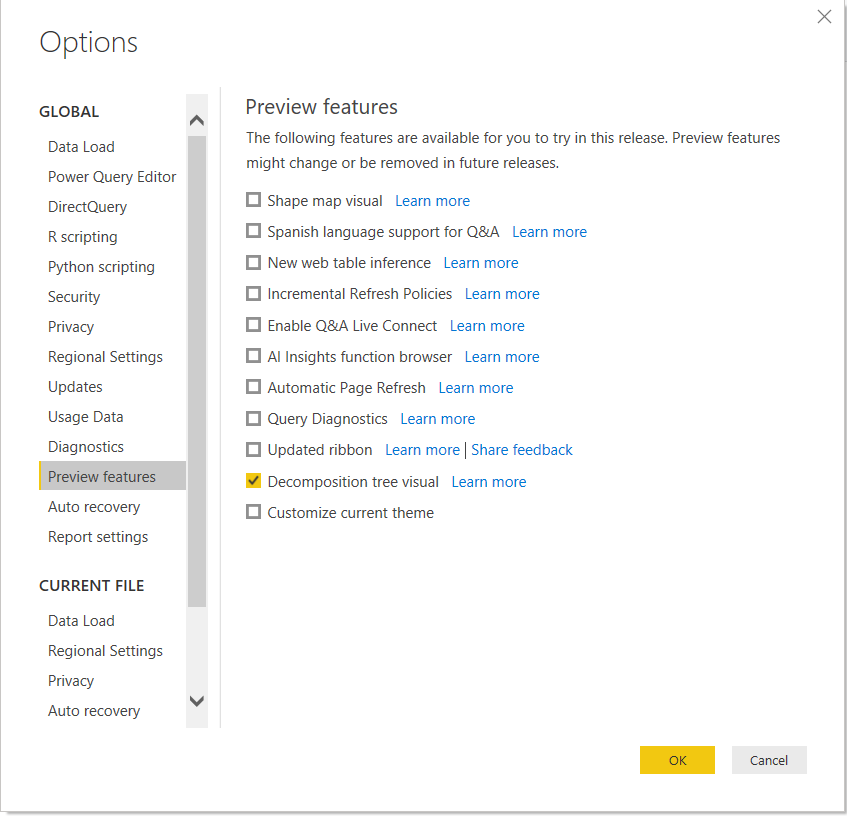 Options
GLOBAL
Data Load
Power Query Editor
DirectQuery
R scripting
Python scripting
Security
Privacy
Regional Settings
Updates
Usage Data
Diagnostics
Preview features
Auto recovery
Report settings
CURRENT FILE
Data Load
Regional Settings
Privacy
Auto recovery
Preview features
The following features are available for you to try in this release. Preview features
might change or be removed in future releases.
Shape map visual Learn more
Spanish language support for Q&A Learn more
New web table inference Learn more
Incremental Refresh Policies Learn more
Enable Q&A Live Connect Learn more
AI Insights function browser Learn more
Automatic Page Refresh Learn more
Query Diagnostics Learn more
Updated ribbon Learn more | Share feedback
Decomposition tree visual Learn more
Customize current theme
OK Cancel